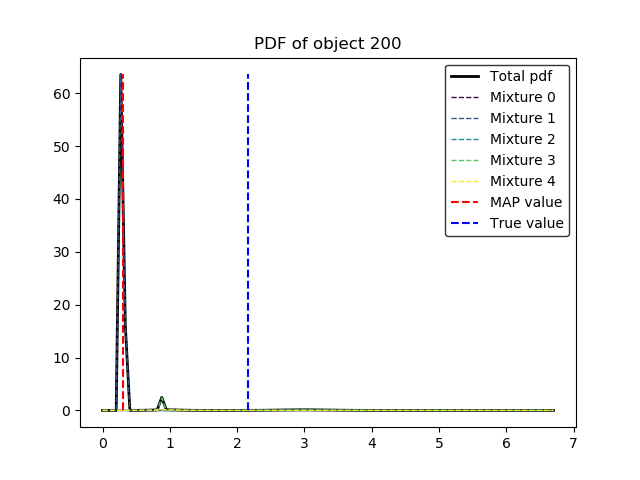 PDF of object 200
Total pdf
Mixture 0
Mixture 1
Mixture 2
Mixture 3
Mixture 4
MAP value
True value
60
50
40
30
20
10
0
0 1 2 3 4 5 6 7